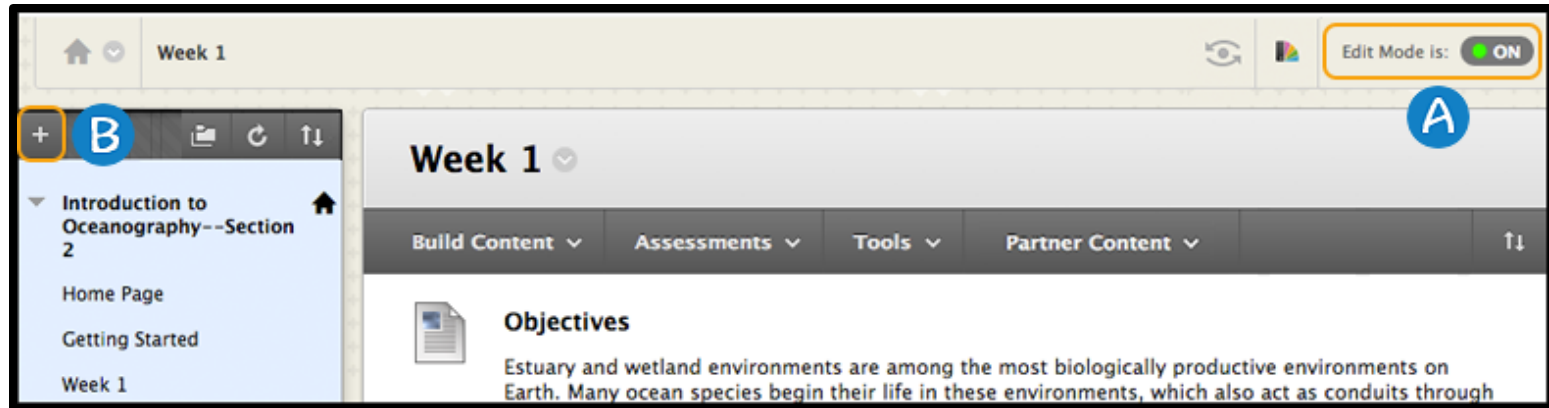 Week 1
Edit Mode is: ON
A
+ B
Week 1
Introduction to
Oceanography--Section
2
Home Page
Getting Started
Week 1
Build Content Assessments Tools Partner Content
Objectives
Estuary and wetland environments are among the most biologically productive environments on
Earth. Many ocean species begin their life in these environments, which also act as conduits through